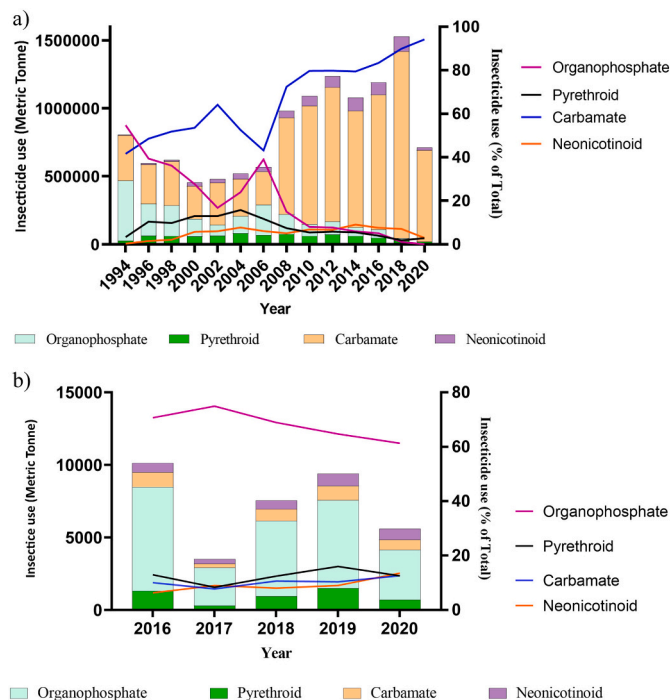 a)
Insecticide use (Metric Tonne)
1500000
1000000
500000
0
100
80
60
40
20
0
Insecticide use (% of Total)
1994 1996 1998 2000 2002 2004 2006 2008 2010 2012 2014 2016 2018 2020
Year
Organophosphate
Pyrethroid
Carbamate
Neonicotinoid
Organophosphate Pyrethroid Carbamate Neonicotinoid
b)
Insectice use (Metric Tonne)
15000
10000
5000
0
80
60
40
20
0
Insecticide use (% of Total)
2016 2017 2018 2019 2020
Year
Organophosphate
Pyrethroid
Carbamate
Neonicotinoid
Organophosphate Pyrethroid Carbamate Neonicotinoid